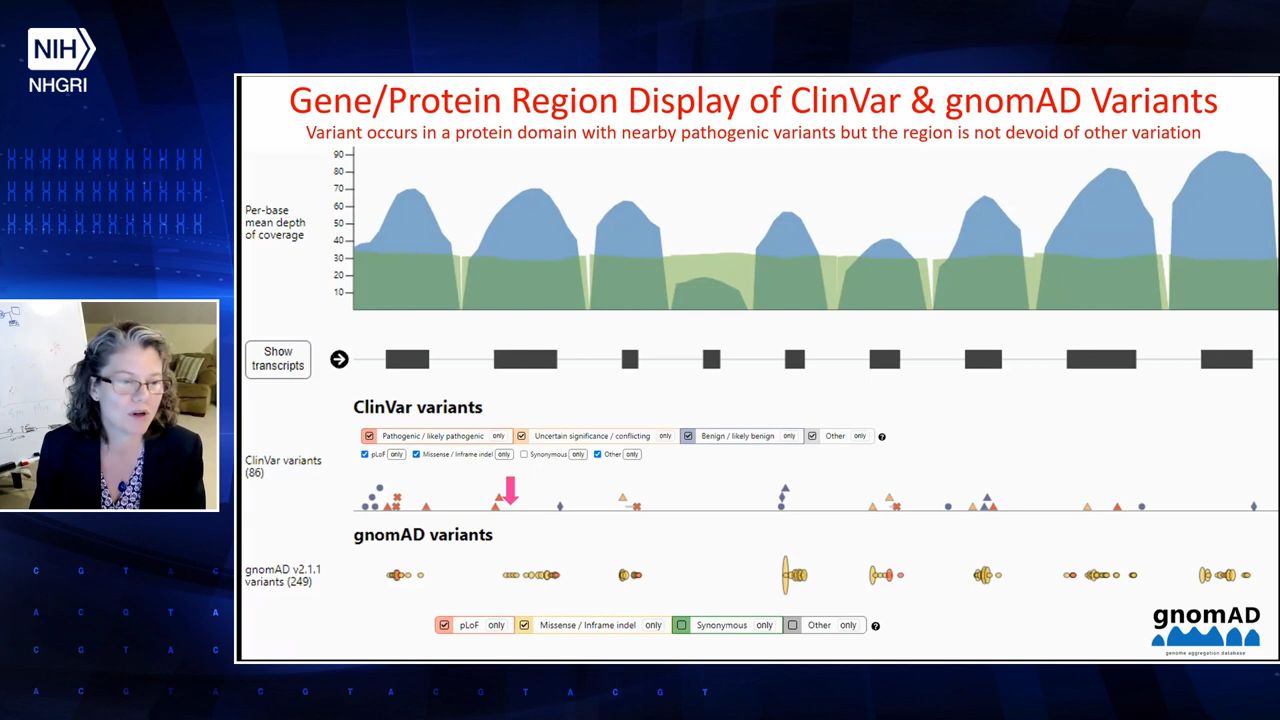 NIH
NHGRI
Gene/Protein Region Display of ClinVar & gnomAD Variants
Variant occurs in a protein domain with nearby pathogenic variants but the region is not devoid of other variation
Per-base
mean depth
of coverage
90
80
70
60
50
40
30
20
10
Show
transcripts
ClinVar variants
Pathogenic / likely pathogenic only Uncertain significance / conflicting only Benign / likely benign only Other only ?
pLoF only Missense / Inframe indel only Synonymous only Other only
ClinVar variants
(86)
gnomAD variants
gnomAD v2.1.1
variants (249)
pLoF only Missense / Inframe indel only Synonymous only Other only ?
gnomAD
genome aggregation database
C G T A C
A C G T A
C G T A C
A C G T A C G T A C T A C G T